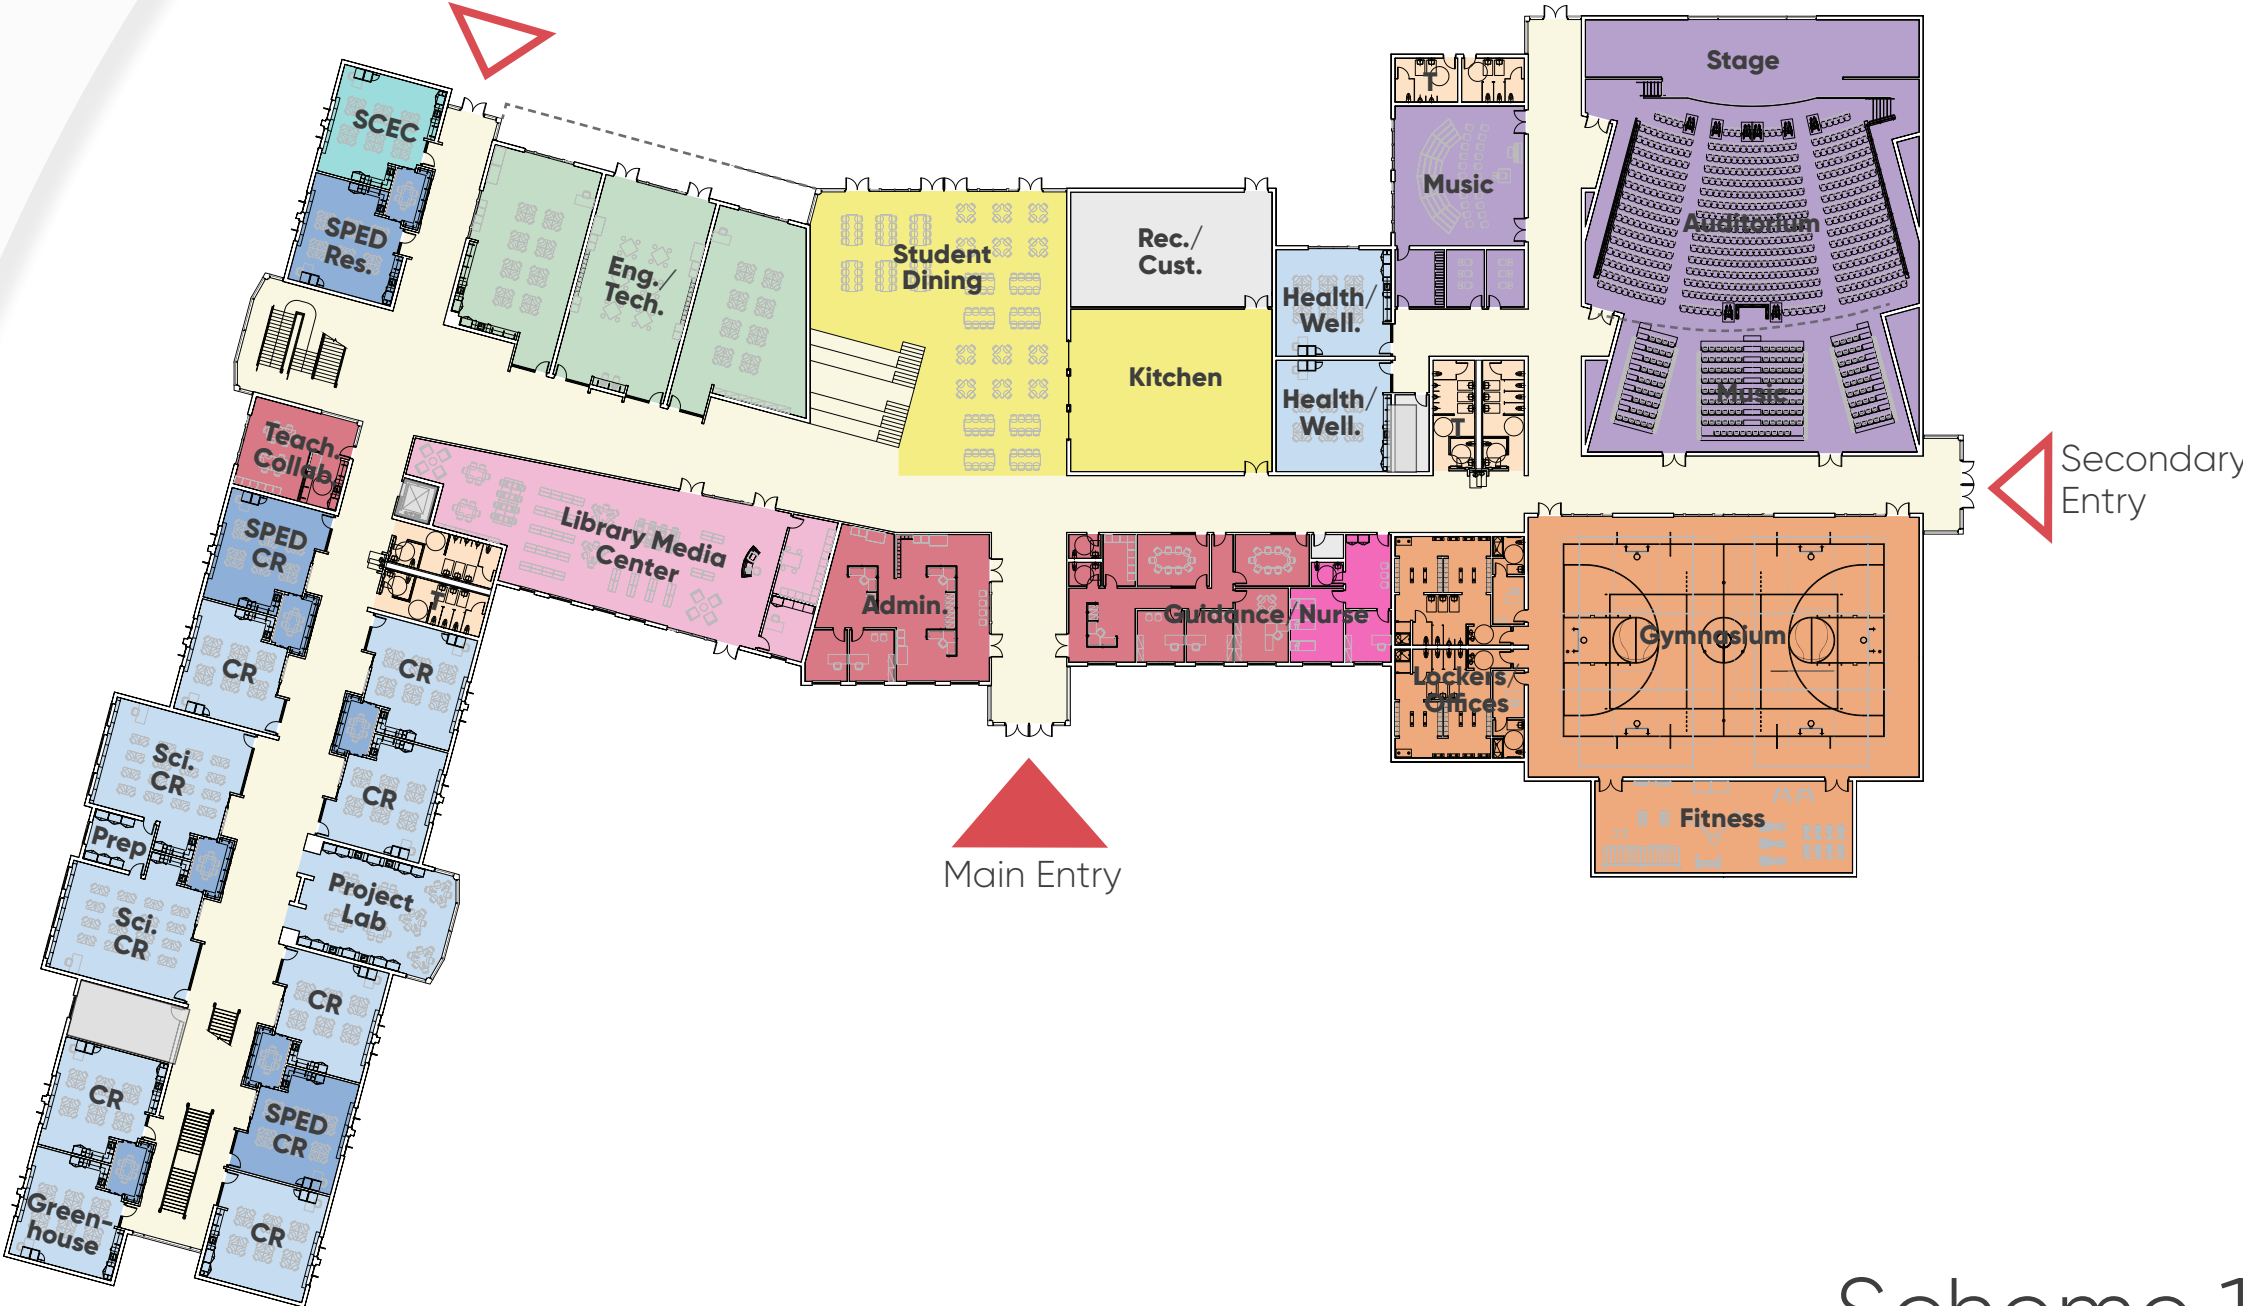 Stage
SCEC
T
Music
Auditorium
SPED
Res.
Rec./
Cust.
Student
Dining
Eng./
Tech.
Health/
Well.
Kitchen
Music
Health/
Well.
T
Teach.
Collab.
Secondary
Entry
SPED
CR
Library Media
Center
T
Admin.
Guidance/Nurse
Gymnasium
CR
CR
Lockers/
Offices
Sci.
CR
CR
Fitness
Prep
Main Entry
Project
Lab
Sci.
CR
CR
CR
SPED
CR
Green-
house
CR
Scheme 1